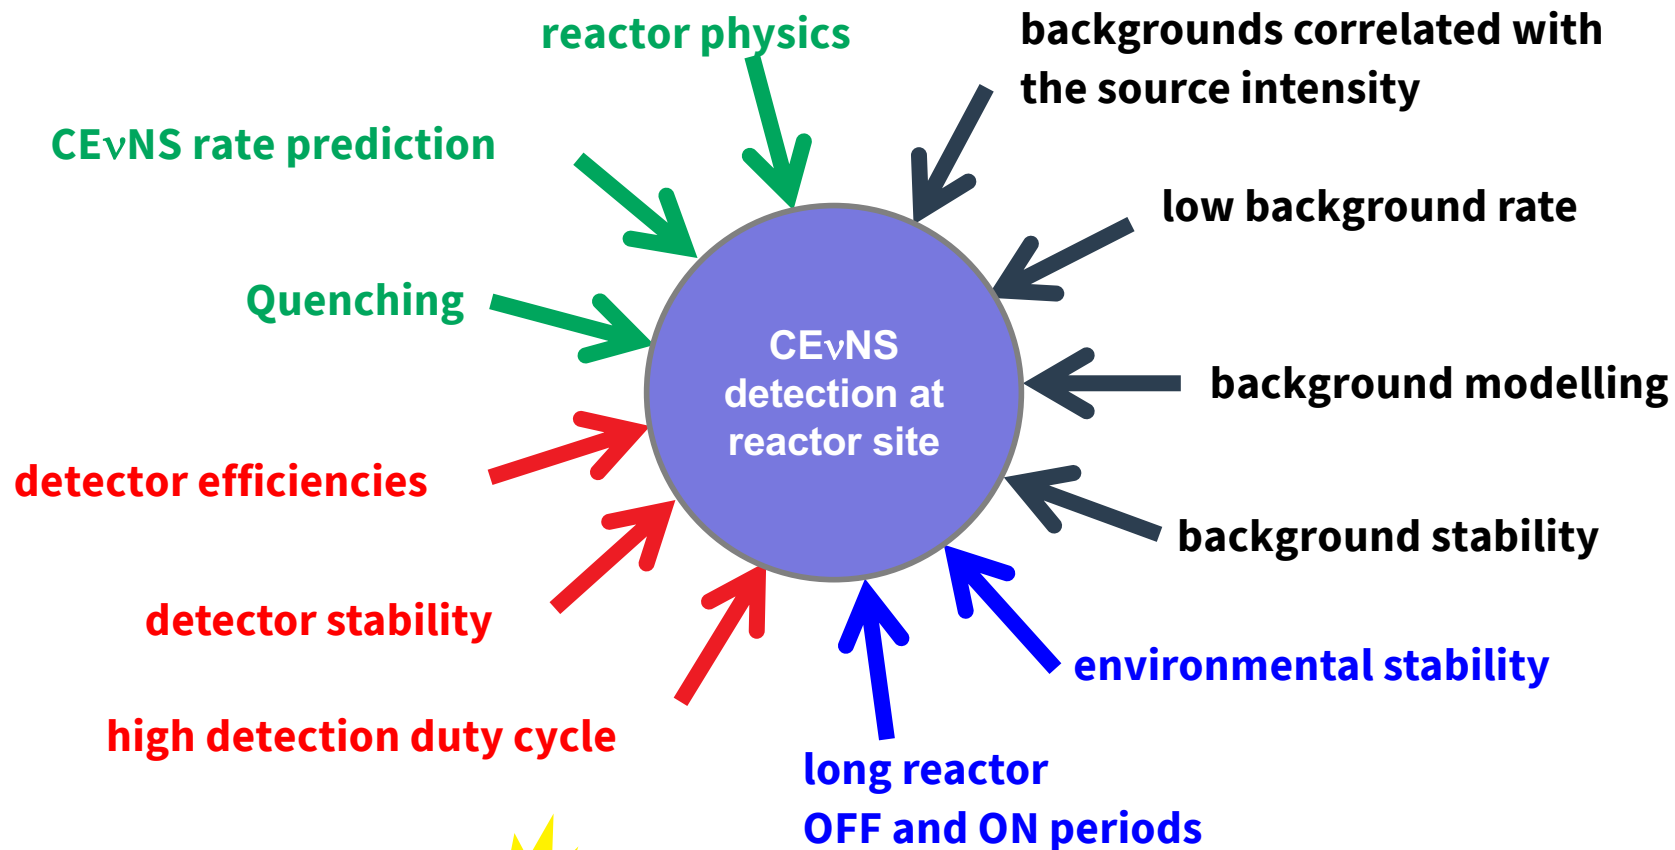 reactor physics
backgrounds correlated with
the source intensity
CEνNS rate prediction
low background rate
Quenching
CEνNS
detection at
reactor site
background modelling
detector efficiencies
background stability
detector stability
environmental stability
high detection duty cycle
long reactor
OFF and ON periods